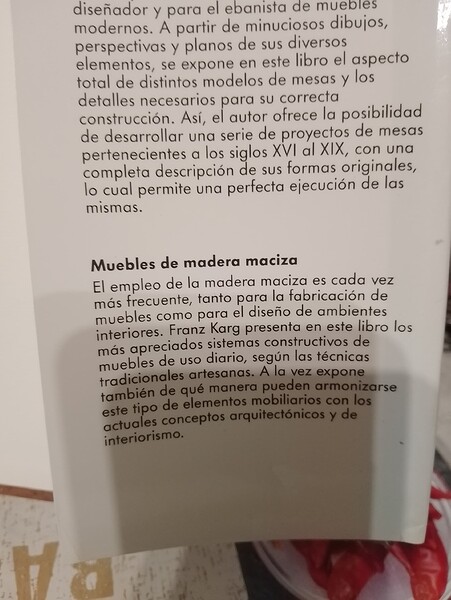 diseñador y para el ebanista de muebles
modernos. A partir de minuciosos dibujos,
perspectivas y planos de sus diversos
elementos, se expone en este libro el aspecto
total de distintos modelos de mesas y los
detalles necesarios para su correcta
construcción. Así, el autor ofrece la posibilidad
de desarrollar una serie de proyectos de mesas
pertenecientes a los siglos XVI al XIX, con una
completa descripción de sus formas originales,
lo cual permite una perfecta ejecución de las
mismas.
Muebles de madera maciza
El empleo de la madera maciza es cada vez
más frecuente, tanto para la fabricación de
muebles como para el diseño de ambientes
interiores. Franz Karg presenta en este libro los
más apreciados sistemas constructivos de
muebles de uso diario, según las técnicas
tradicionales artesanas. A la vez expone
también de qué manera pueden armonizarse
este tipo de elementos mobiliarios con los
actuales conceptos arquitectónicos y de
interiorismo.
RA